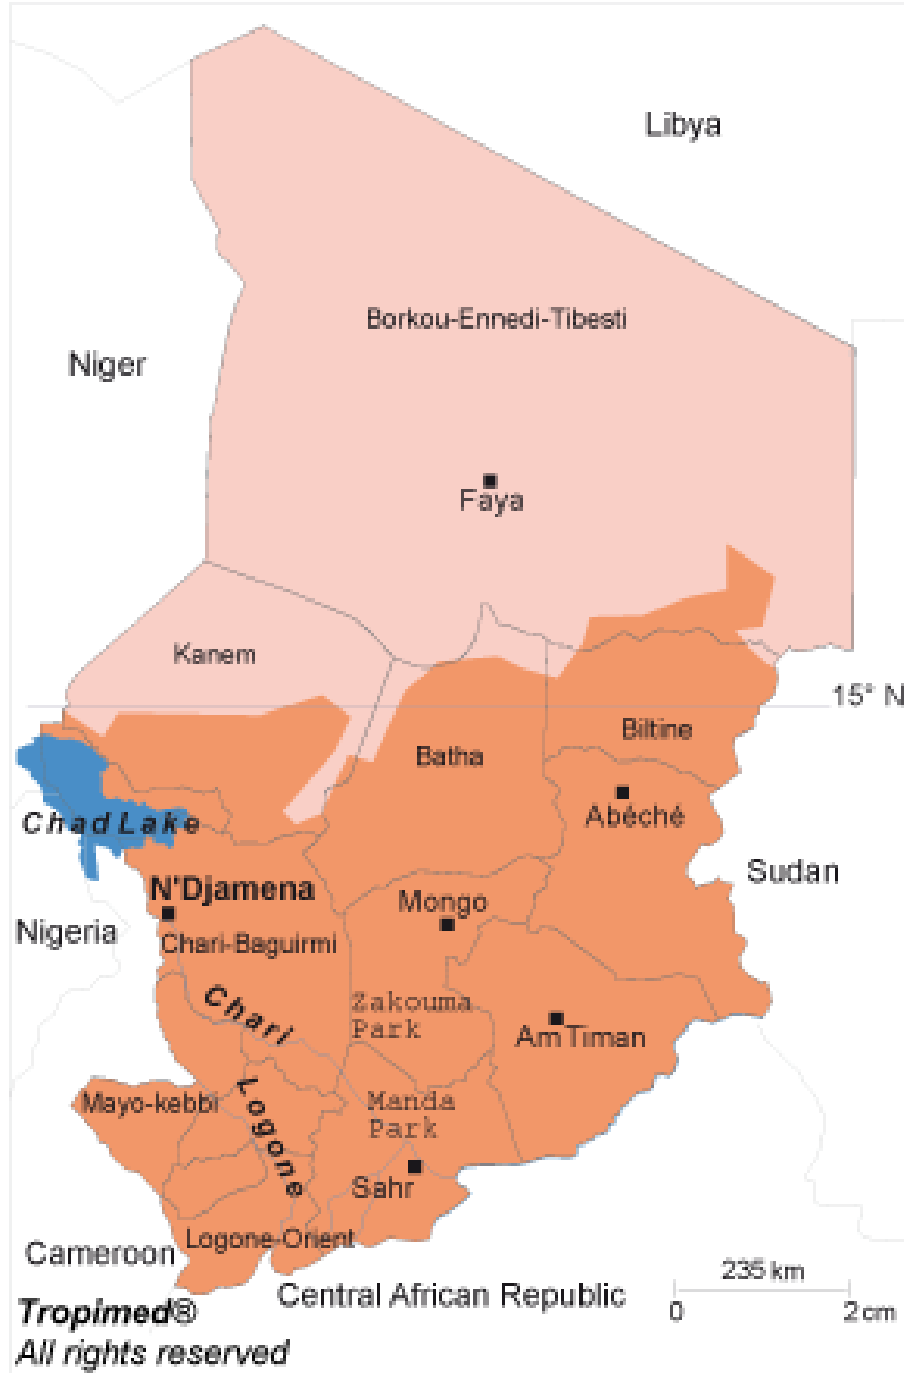 Libya
Borkou-Ennedi-Tibesti
Niger
Faya
Kanem
15° N
Biltine
Batha
Abéché
Chad Lake
Sudan
N'Djamena
Mongo
Nigeria
Chari-Baguirmi
Chari
Zakouma
Park
Am Timan
Mayo-kebbi
Logone
Manda
Park
Sahr
Logone-Orient
Cameroon
235 km
Central African Republic
0
2 cm
Tropimed®
All rights reserved